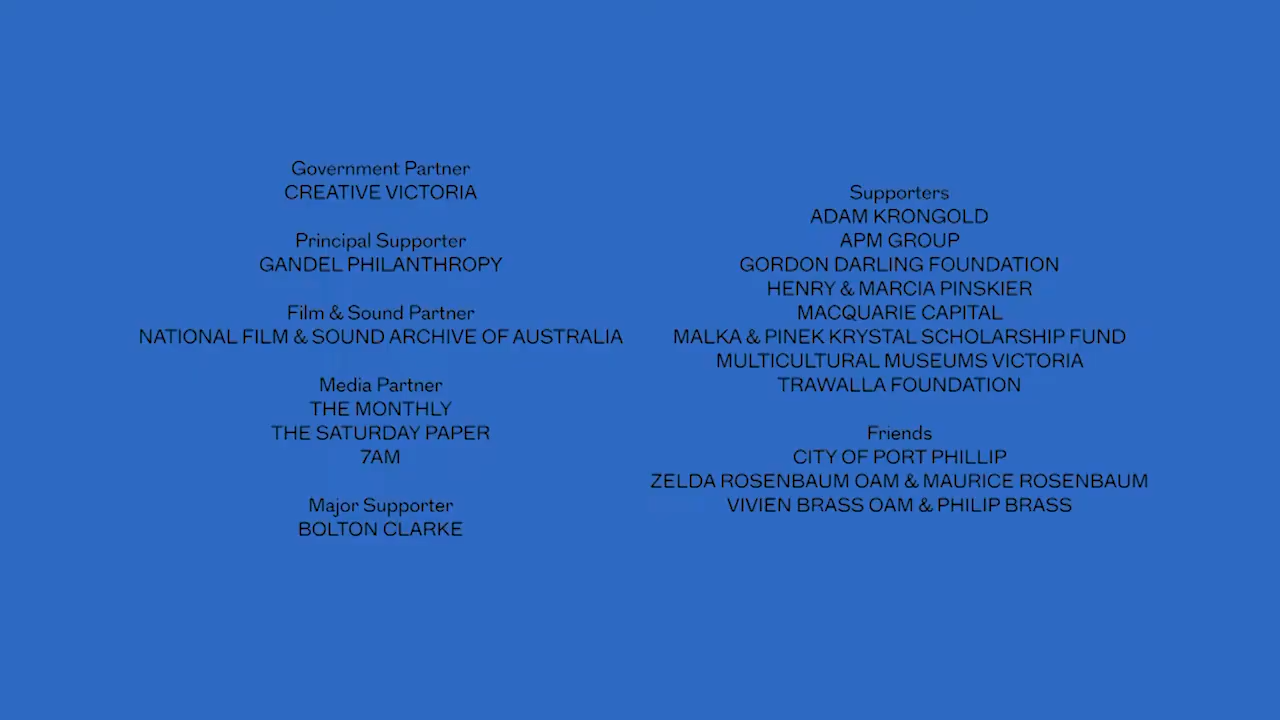 Government Partner
CREATIVE VICTORIA
Principal Supporter
GANDEL PHILANTHROPY
Film & Sound Partner
NATIONAL FILM & SOUND ARCHIVE OF AUSTRALIA
Media Partner
THE MONTHLY
THE SATURDAY PAPER
7AM
Major Supporter
BOLTON CLARKE
Supporters
ADAM KRONGOLD
APM GROUP
GORDON DARLING FOUNDATION
HENRY & MARCIA PINSKIER
MACQUARIE CAPITAL
MALKA & PINEK KRYSTAL SCHOLARSHIP FUND
MULTICULTURAL MUSEUMS VICTORIA
TRAWALLA FOUNDATION
Friends
CITY OF PORT PHILLIP
ZELDA ROSENBAUM OAM & MAURICE ROSENBAUM
VIVIEN BRASS OAM & PHILIP BRASS